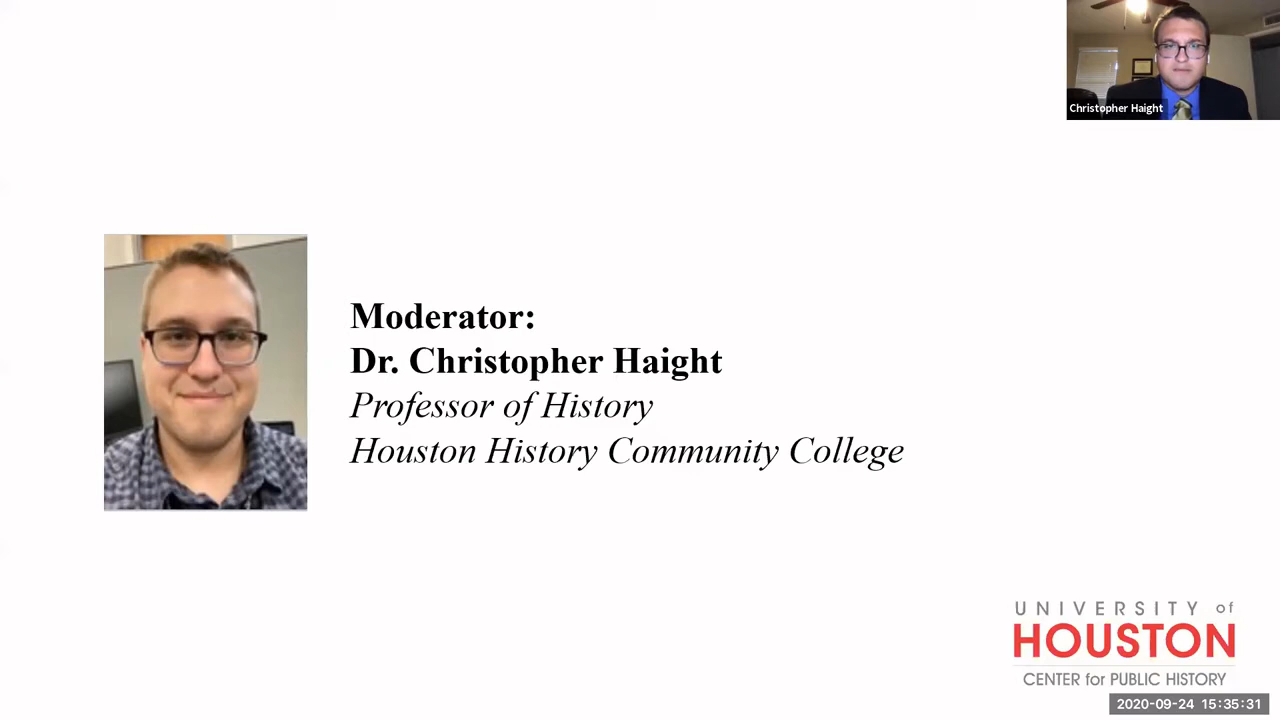 Christopher Haight
Moderator:
Dr. Christopher Haight
Professor of History
Houston History Community College
UNIVERSITY of
HOUSTON
CENTER for PUBLIC HISTORY
2020-09-24 15:35:31